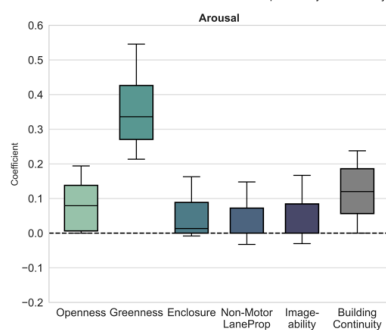 Arousal
0.6
0.5
0.4
0.3
0.2
0.1
0.0
−0.1
−0.2
Coefficient
Openness Greenness Enclosure Non-Motor Image- Building
LaneProp ability Continuity